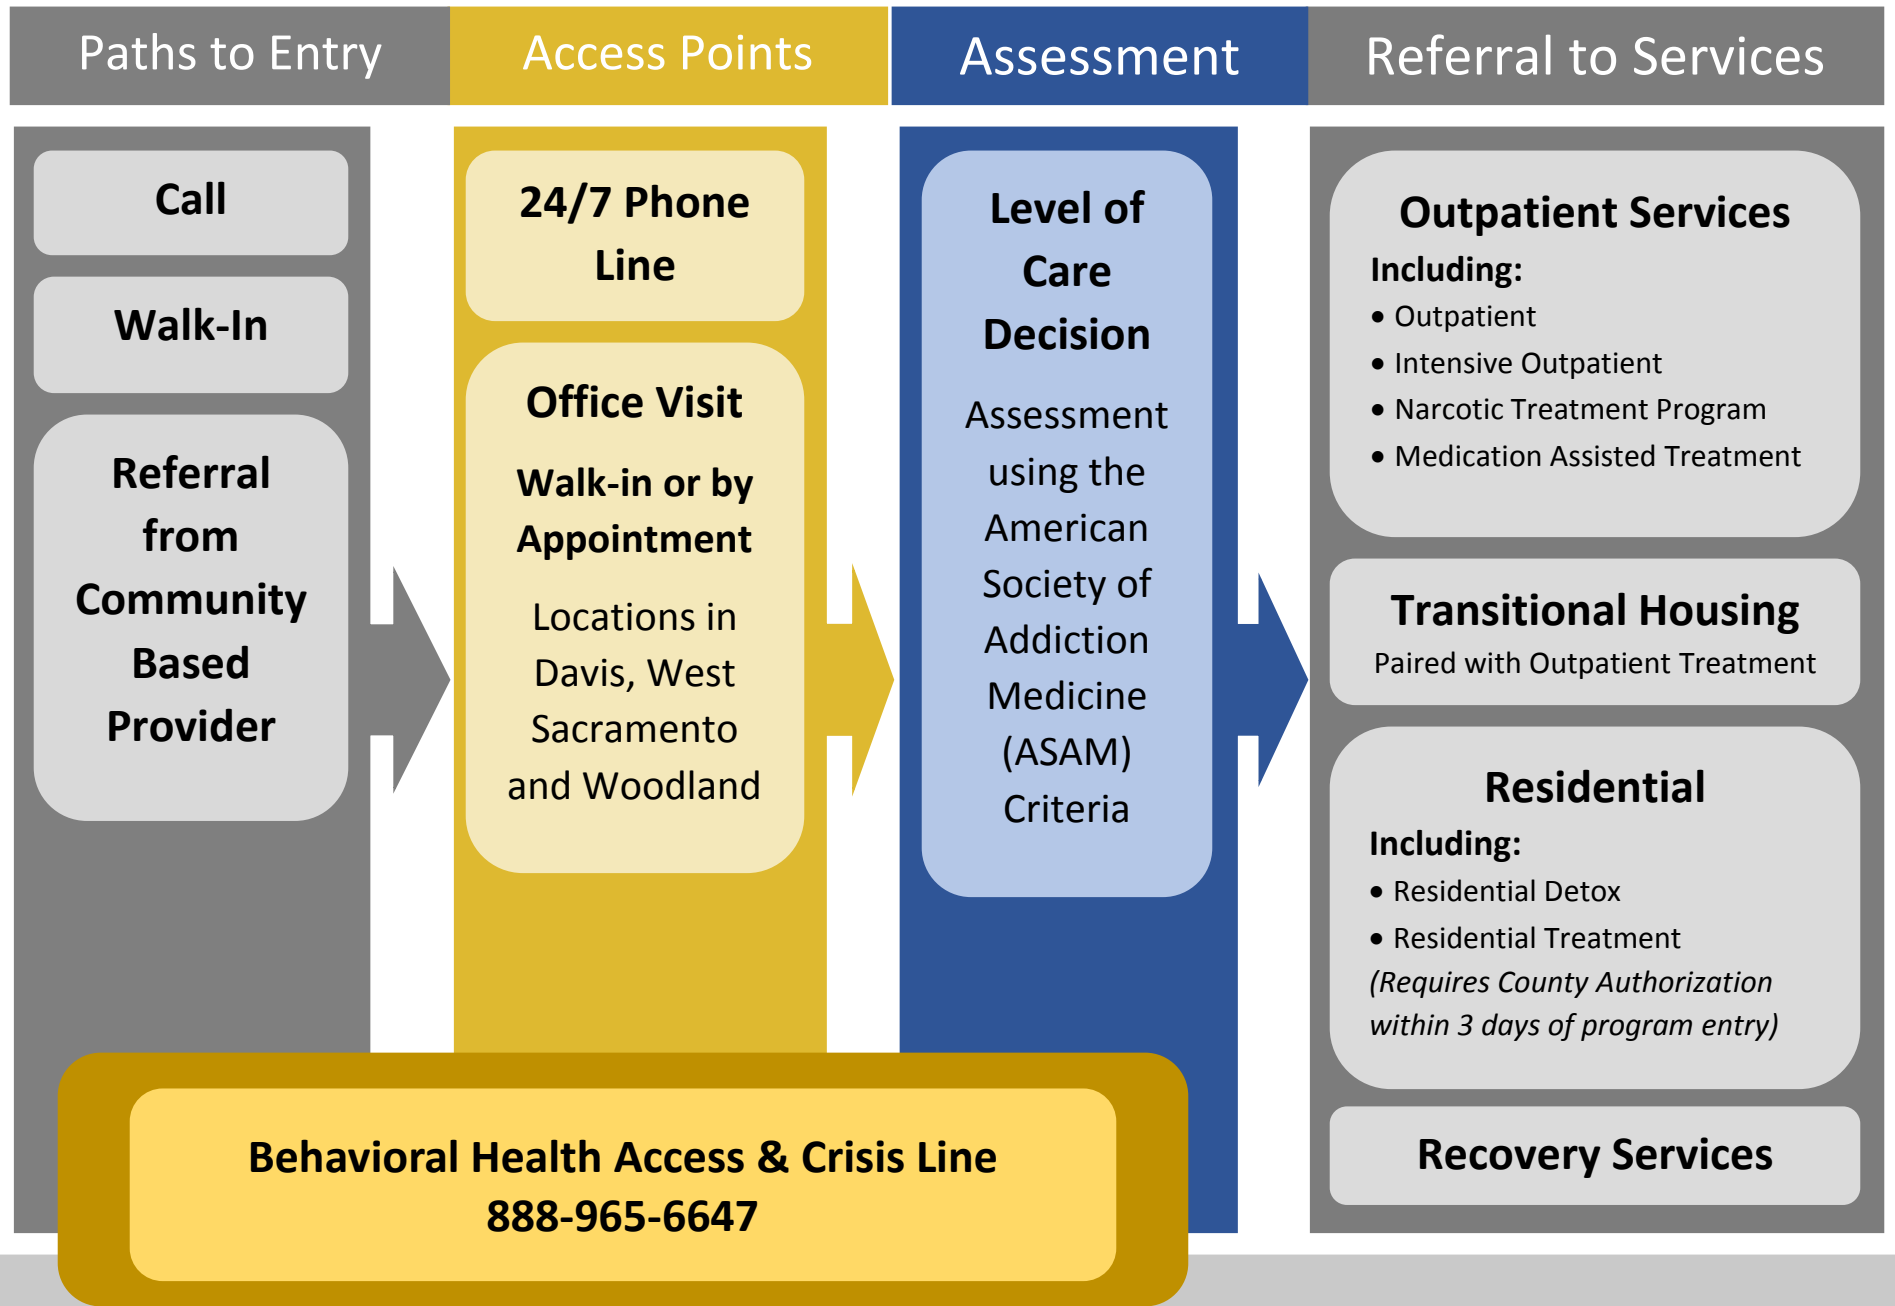 Paths to Entry
Access Points
Assessment
Referral to Services
Call
Walk-In
Referral
from
Community
Based
Provider
24/7 Phone
Line
Office Visit
Walk-in or by
Appointment
Locations in
Davis, West
Sacramento
and Woodland
Level of
Care
Decision
Assessment
using the
American
Society of
Addiction
Medicine
(ASAM)
Criteria
Outpatient Services
Including:
• Outpatient
• Intensive Outpatient
• Narcotic Treatment Program
• Medication Assisted Treatment
Transitional Housing
Paired with Outpatient Treatment
Residential
Including:
• Residential Detox
• Residential Treatment
(Requires County Authorization
within 3 days of program entry)
Recovery Services
Behavioral Health Access & Crisis Line
888-965-6647